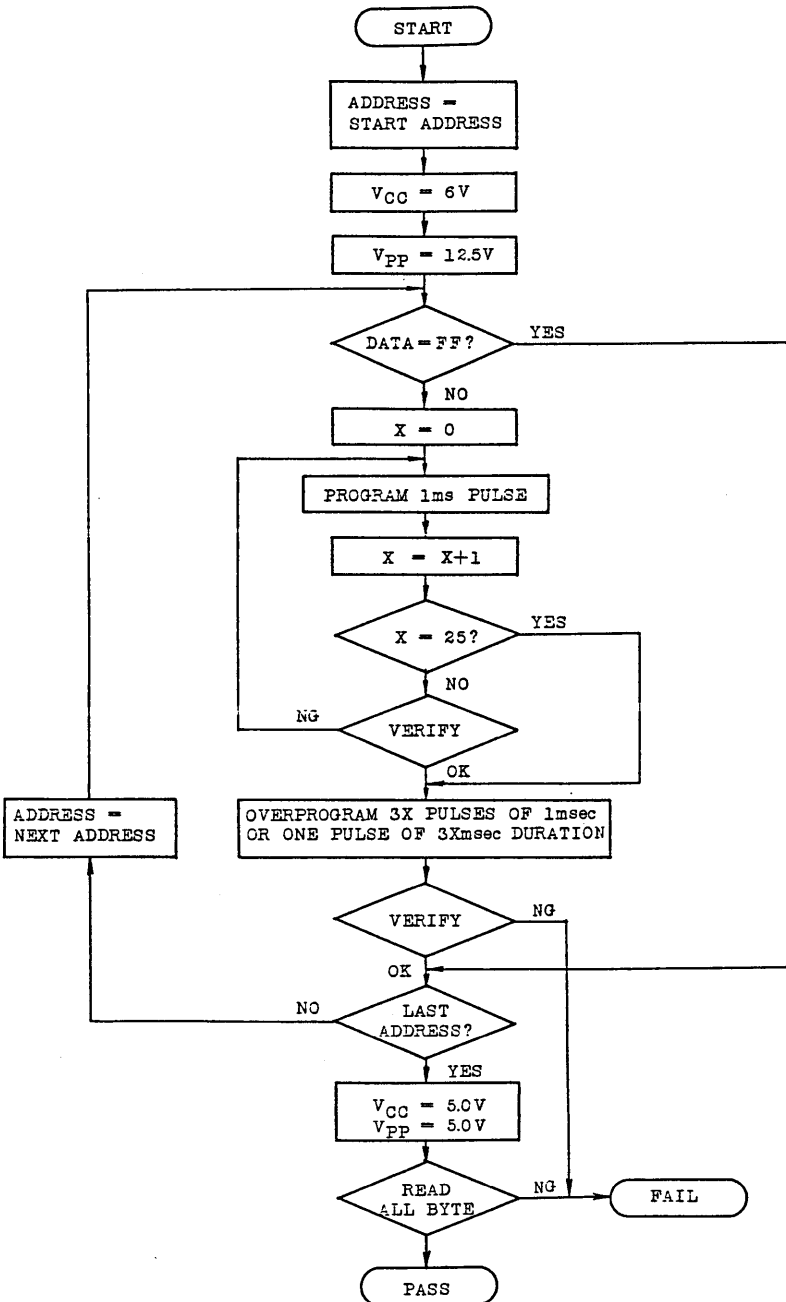 START
ADDRESS =
START ADDRESS
VCC = 6V
VPP = 12.5V
DATA=FF?
YES
NO
X = 0
PROGRAM 1ms PULSE
X = X+1
X = 25?
YES
NO
NG
VERIFY
OK
ADDRESS =
NEXT ADDRESS
OVERPROGRAM 3X PULSES OF 1msec
OR ONE PULSE OF 3Xmsec DURATION
VERIFY
NG
OK
NO
LAST
ADDRESS?
YES
VCC = 5.0V
VPP = 5.0V
READ
ALL BYTE
NG
FAIL
PASS